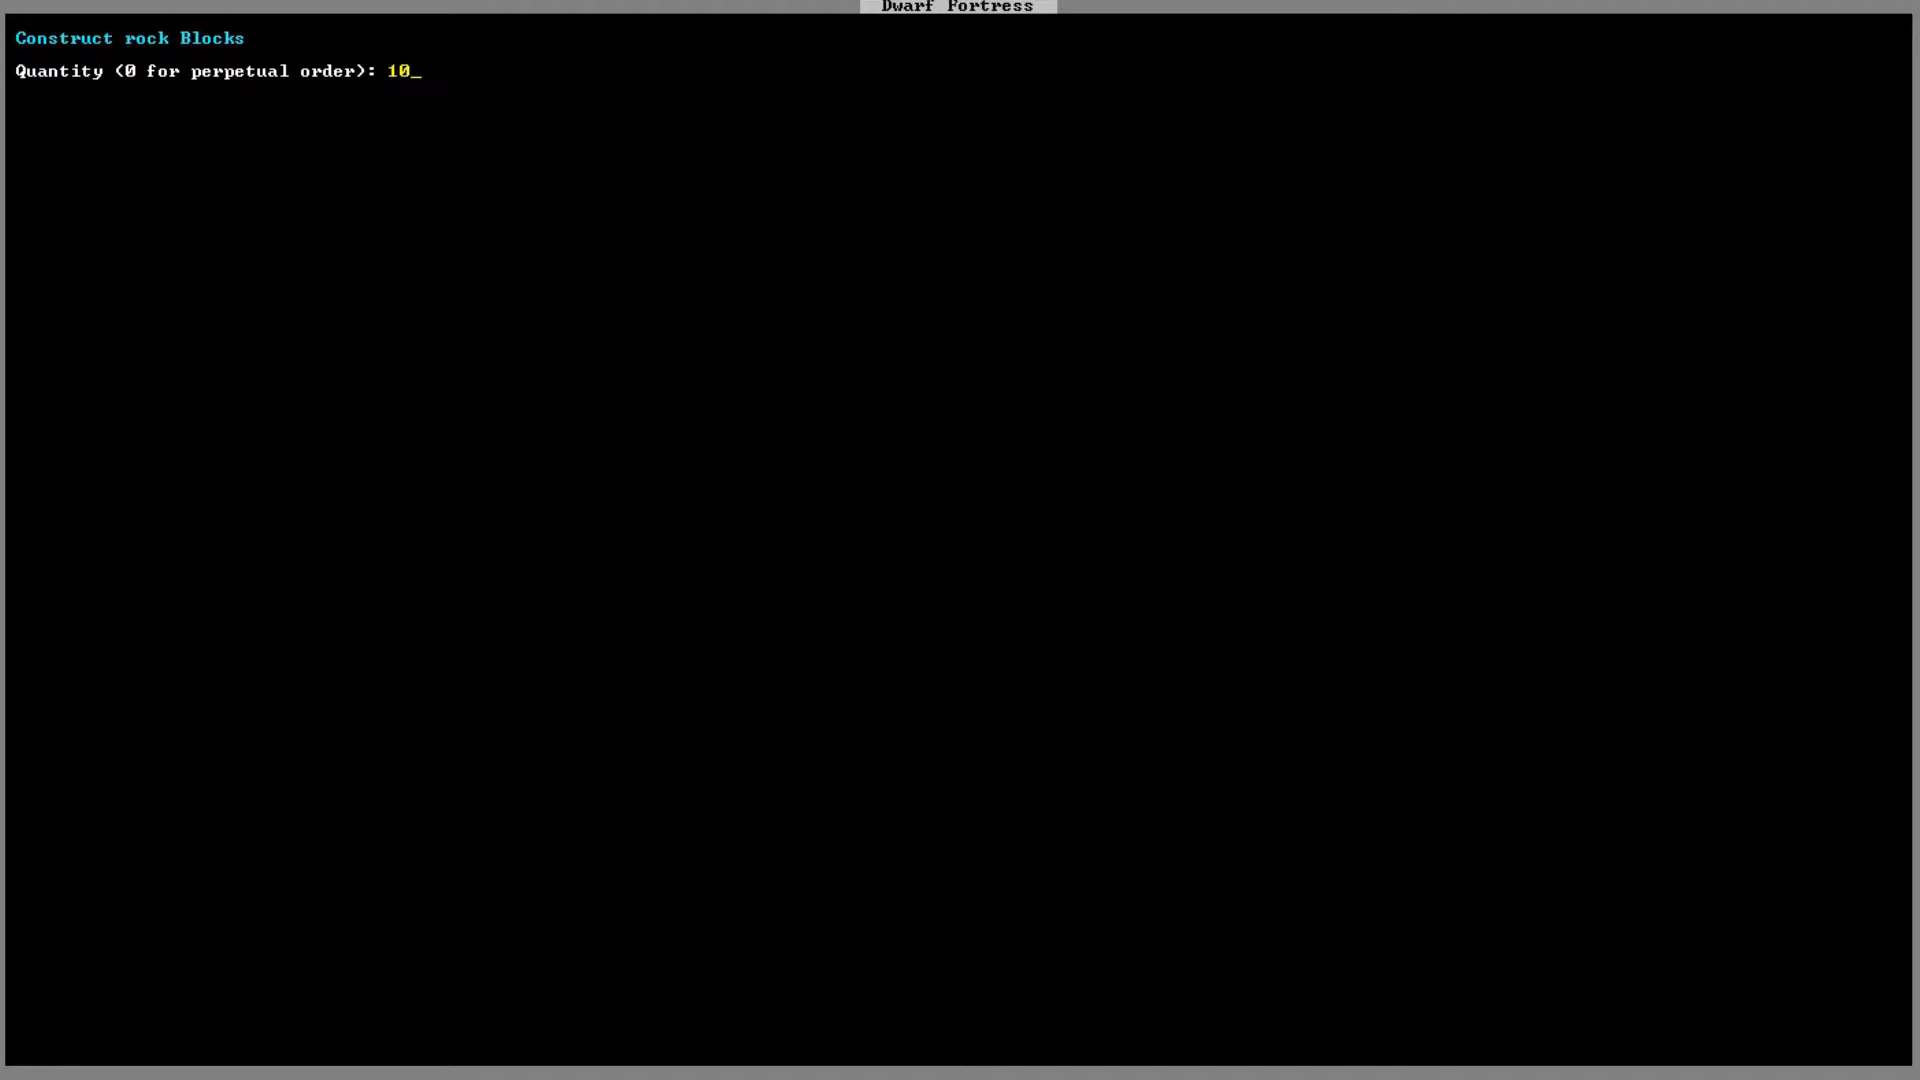 Dwarf Fortress
Construct rock Blocks
Quantity (0 for perpetual order): 10_